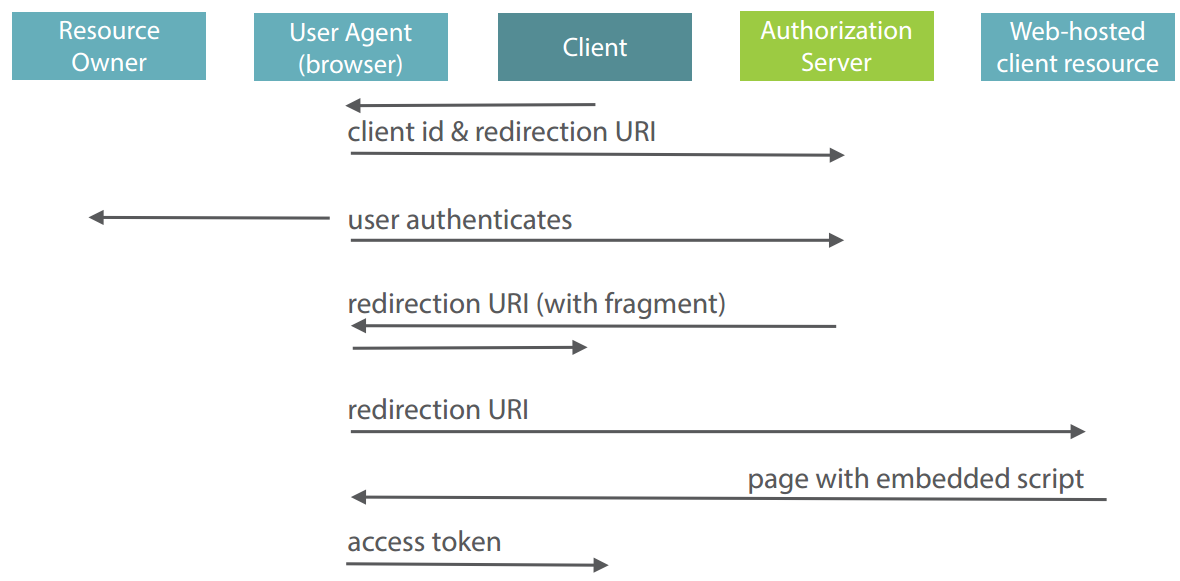 Resource
Owner
User Agent
(browser)
Client
Authorization
Server
Web-hosted
client resource
client id & redirection URI
user authenticates
redirection URI (with fragment)
redirection URI
page with embedded script
access token